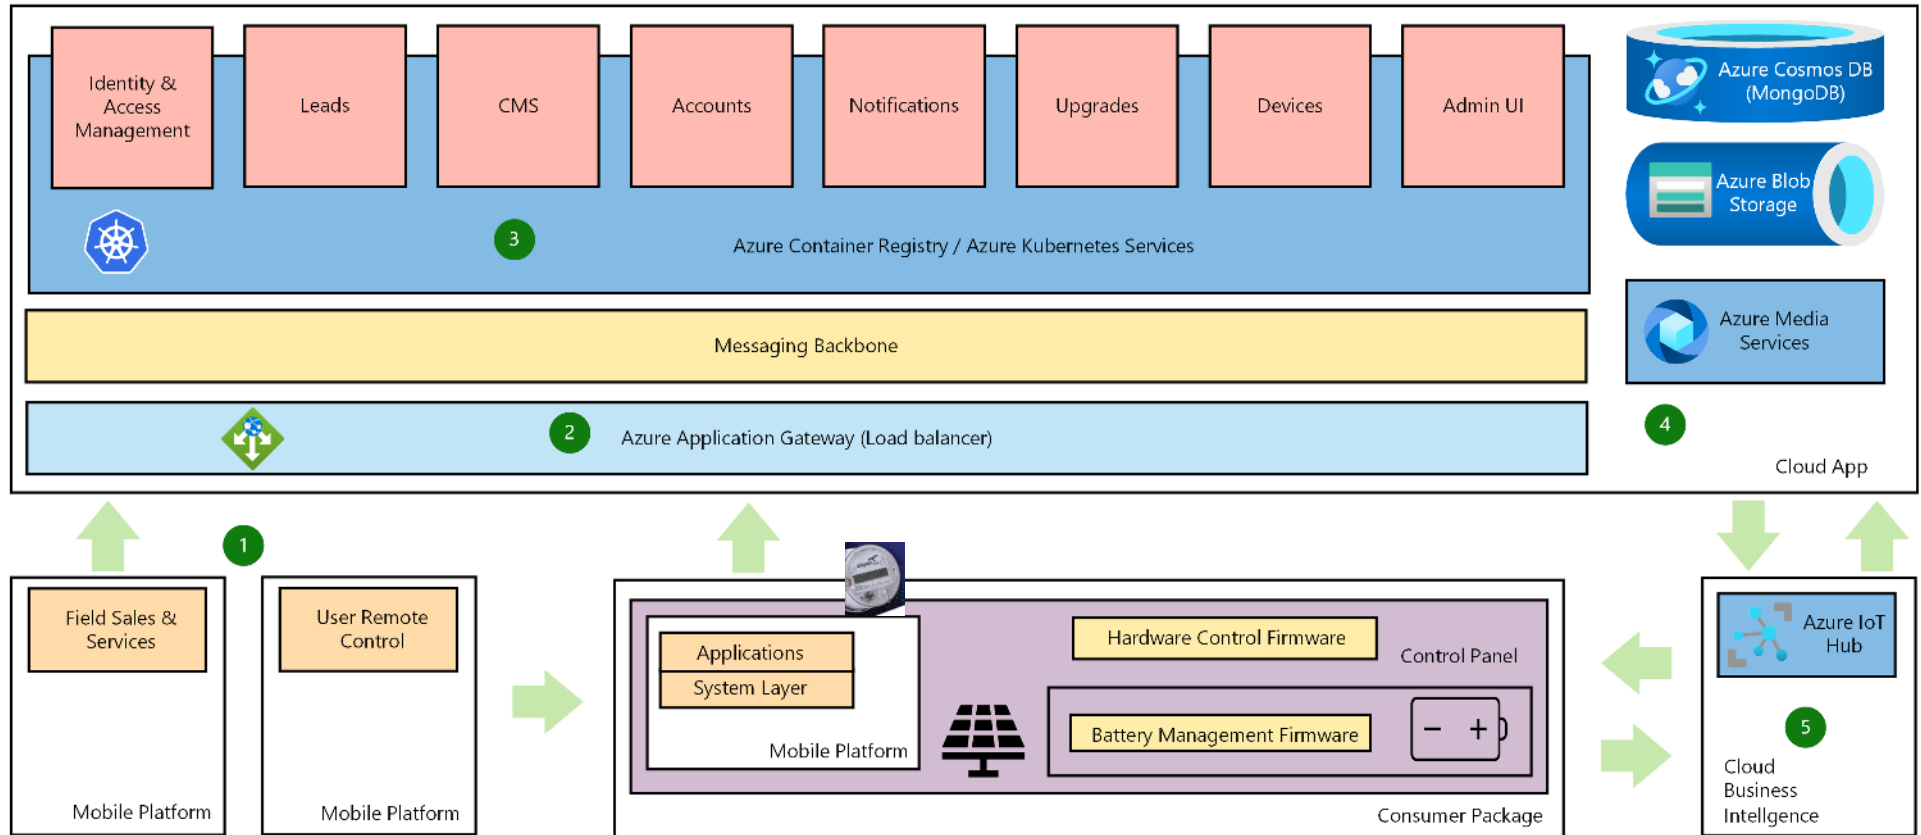 Identity &
Access
Management
Leads
CMS
Accounts
Notifications
Upgrades
Devices
Admin UI
Azure Cosmos DB
(MongoDB)
Azure Blob
Storage
3
Azure Container Registry / Azure Kubernetes Services
Azure Media
Services
Messaging Backbone
2
Azure Application Gateway (Load balancer)
4
Cloud App
1
Field Sales &
Services
Mobile Platform
User Remote
Control
Mobile Platform
Applications
System Layer
Mobile Platform
Hardware Control Firmware
Control Panel
Battery Management Firmware
Consumer Package
Azure IoT
Hub
5
Cloud
Business
Intellgence